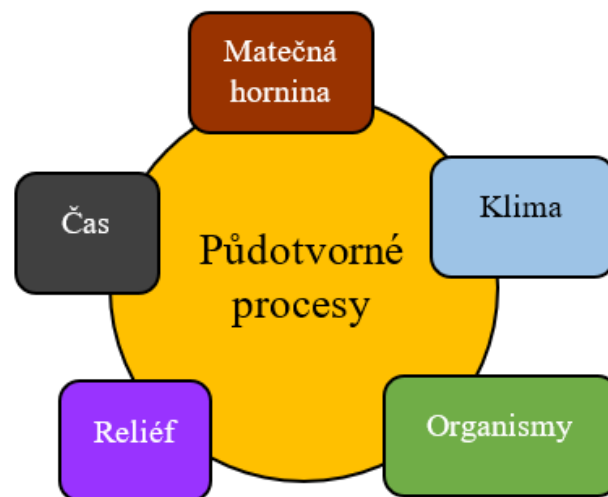 Matečná
hornina
Čas
Klima
Půdotvorné
procesy
Reliéf
Organismy